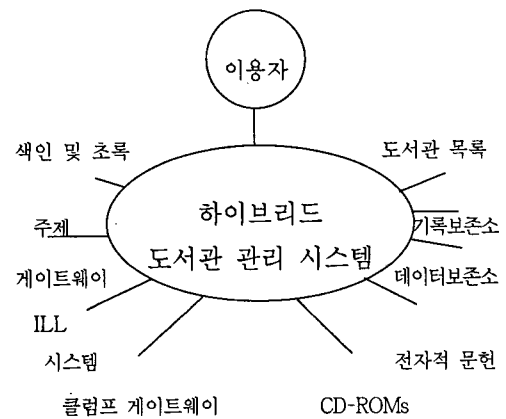 이용자
색인 및 초록
도서관 목록
하이브리드
주제
기록보존소
도서관 관리 시스템
게이트웨이
데이터보존소
ILL
시스템
전자적 문헌
클럼프 게이트웨이
CD-ROMs